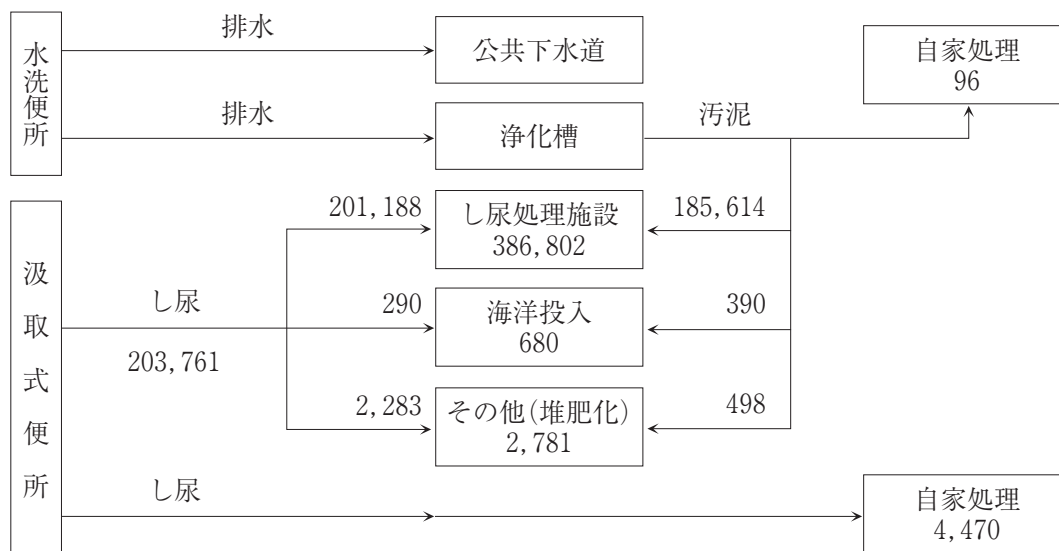 水洗便所
排水
公共下水道
自家処理
96
排水
浄化槽
汚泥
汲取式便所
201,188
し尿処理施設
386,802
185,614
し尿
203,761
290
海洋投入
680
390
2,283
その他(堆肥化)
2,781
498
し尿
自家処理
4,470